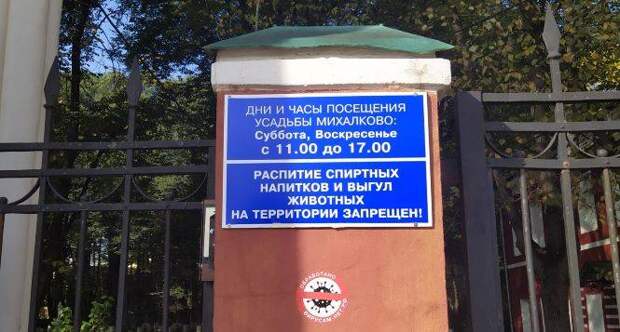 ДНИ И ЧАСЫ ПОСЕЩЕНИЯ
УСАДЬБЫ МИХАЛКОВО:
Суббота, Воскресенье
с 11.00 до 17.00
РАСПИТИЕ СПИРТНЫХ
НАПИТКОВ И ВЫГУЛ
ЖИВОТНЫХ
НА ТЕРРИТОРИИ ЗАПРЕЩЕН!